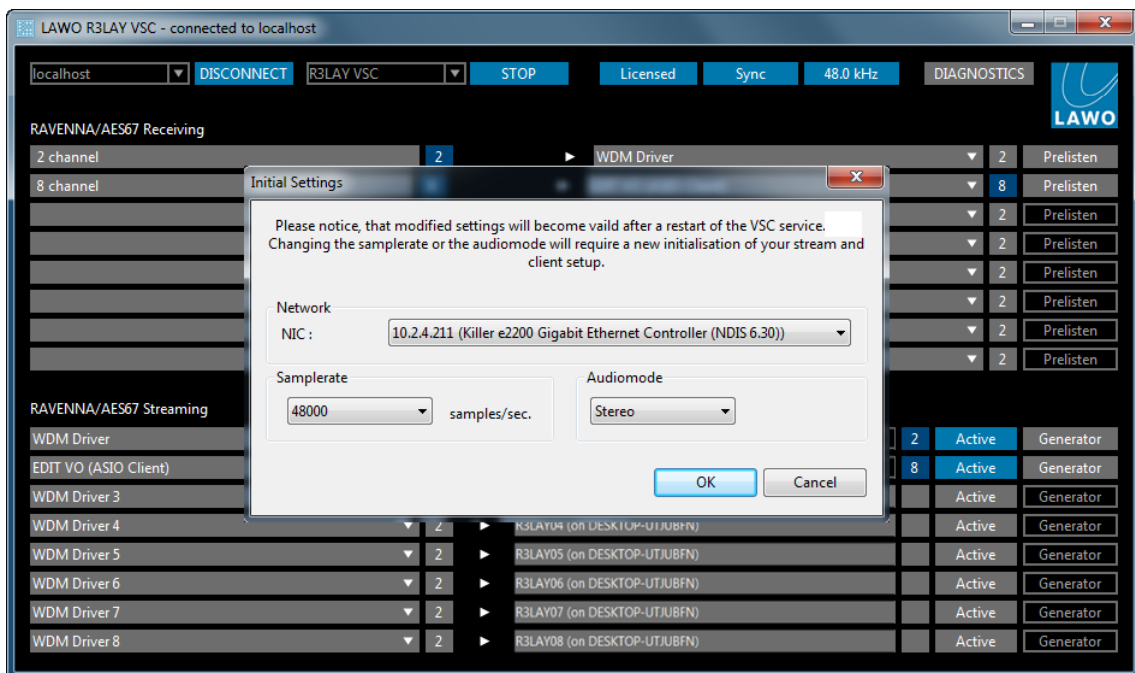 LAWO R3LAY VSC - connected to localhost
localhost DISCONNECT R3LAY VSC STOP Licensed Sync 48.0 kHz DIAGNOSTICS
LAWO
RAVENNA/AES67 Receiving
2 channel 2 WDM Driver 2 Prelisten
8 channel 8 Prelisten
2 Prelisten
2 Prelisten
2 Prelisten
2 Prelisten
2 Prelisten
2 Prelisten
Initial Settings
Please notice, that modified settings will become vaild after a restart of the VSC service.
Changing the samplerate or the audiomode will require a new initialisation of your stream and
client setup.
Network
NIC : 10.2.4.211 (Killer e2200 Gigabit Ethernet Controller (NDIS 6.30))
Samplerate
48000 samples/sec.
Audiomode
Stereo
OK Cancel
RAVENNA/AES67 Streaming
WDM Driver 2 Active Generator
EDIT VO (ASIO Client) 8 Active Generator
WDM Driver 3 Active Generator
WDM Driver 4 2 R3LAY04 (on DESKTOP-UTJUBFN) Active Generator
WDM Driver 5 2 R3LAY05 (on DESKTOP-UTJUBFN) Active Generator
WDM Driver 6 2 R3LAY06 (on DESKTOP-UTJUBFN) Active Generator
WDM Driver 7 2 R3LAY07 (on DESKTOP-UTJUBFN) Active Generator
WDM Driver 8 2 R3LAY08 (on DESKTOP-UTJUBFN) Active Generator